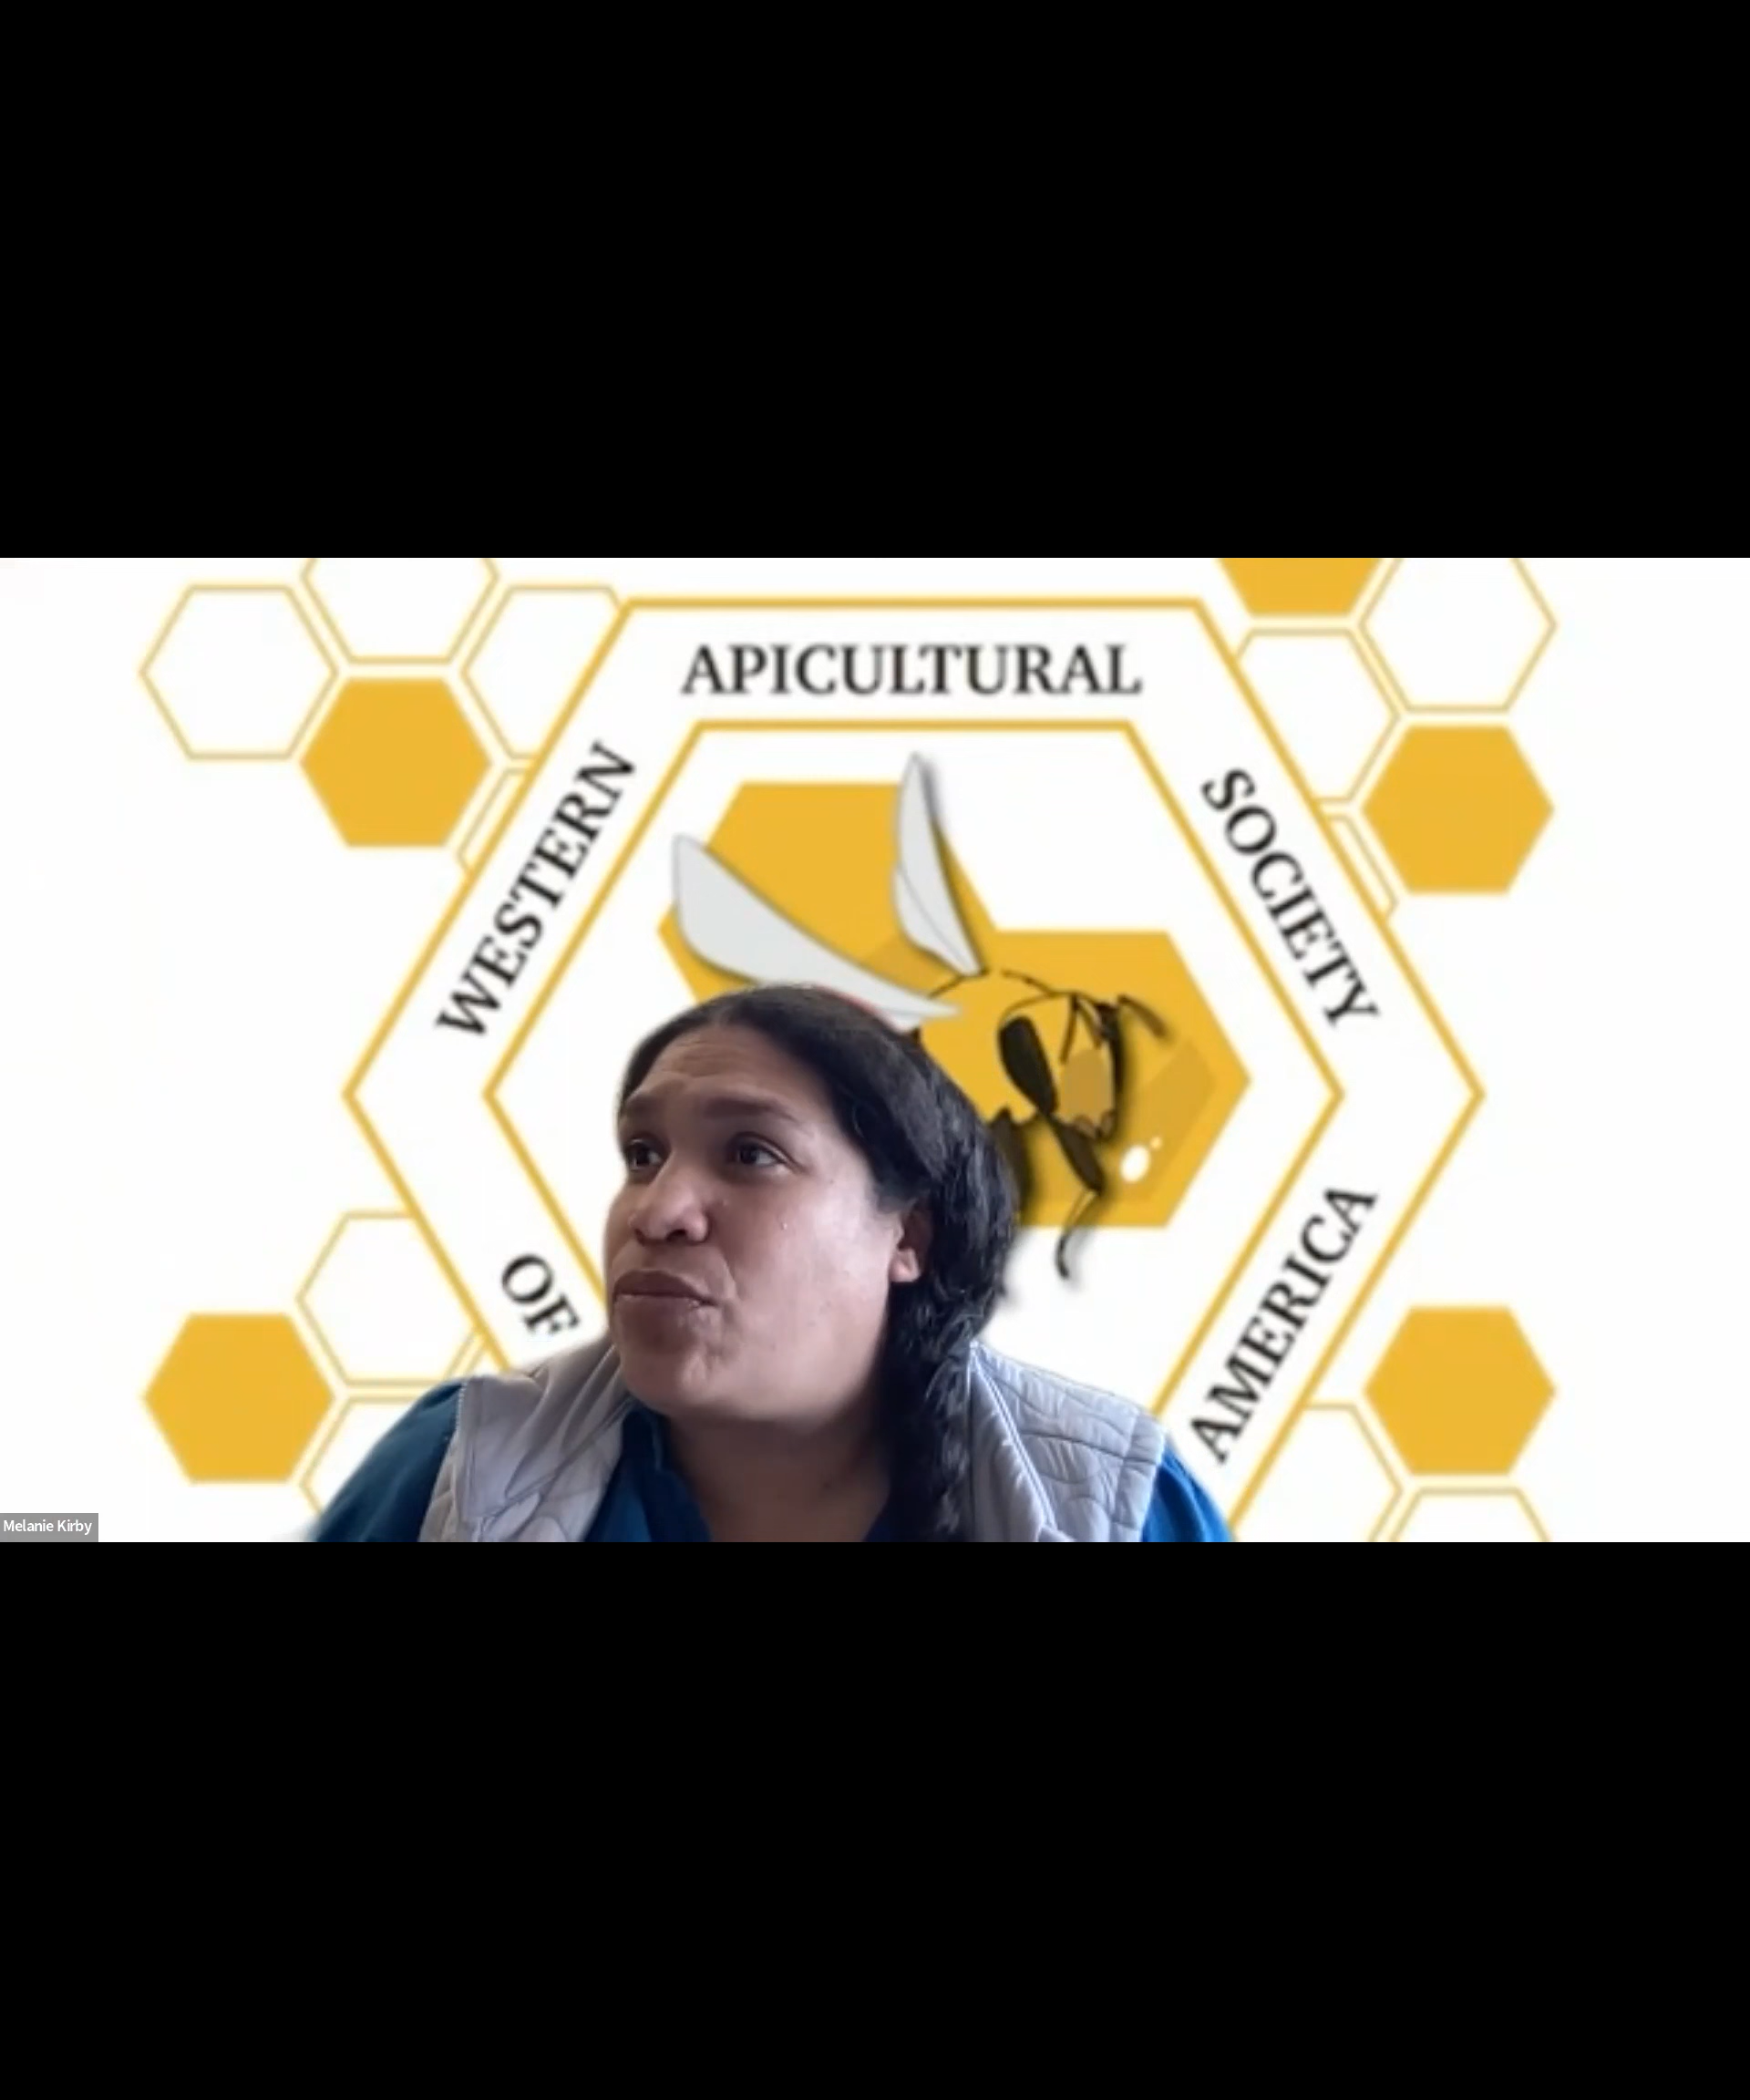 WESTERN
APICULTURAL
SOCIETY
OF
AMERICA
Melanie Kirby